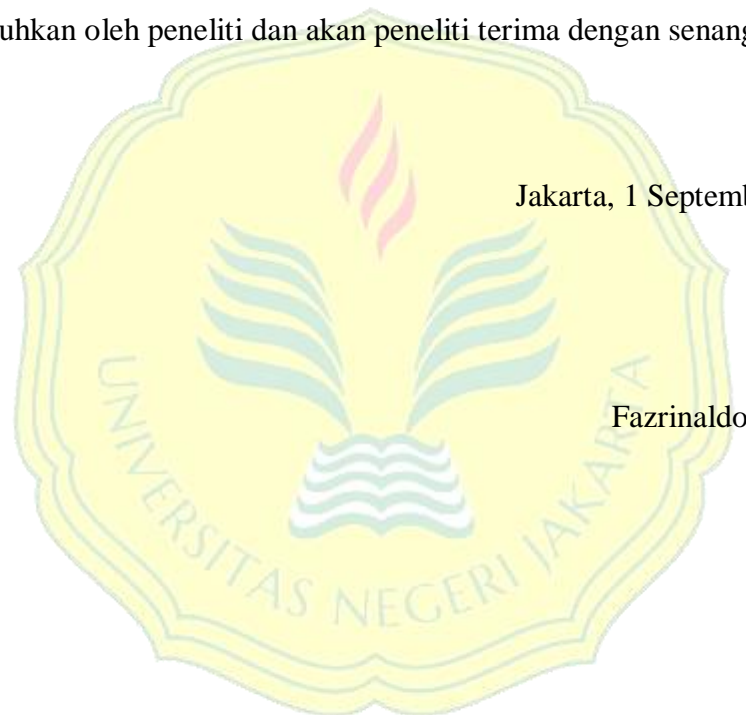 uhkan oleh peneliti dan akan peneliti terima dengan senang
Jakarta, 1 Septemb
Fazrinaldo
UNIVERSITAS NEGERI JAKARTA